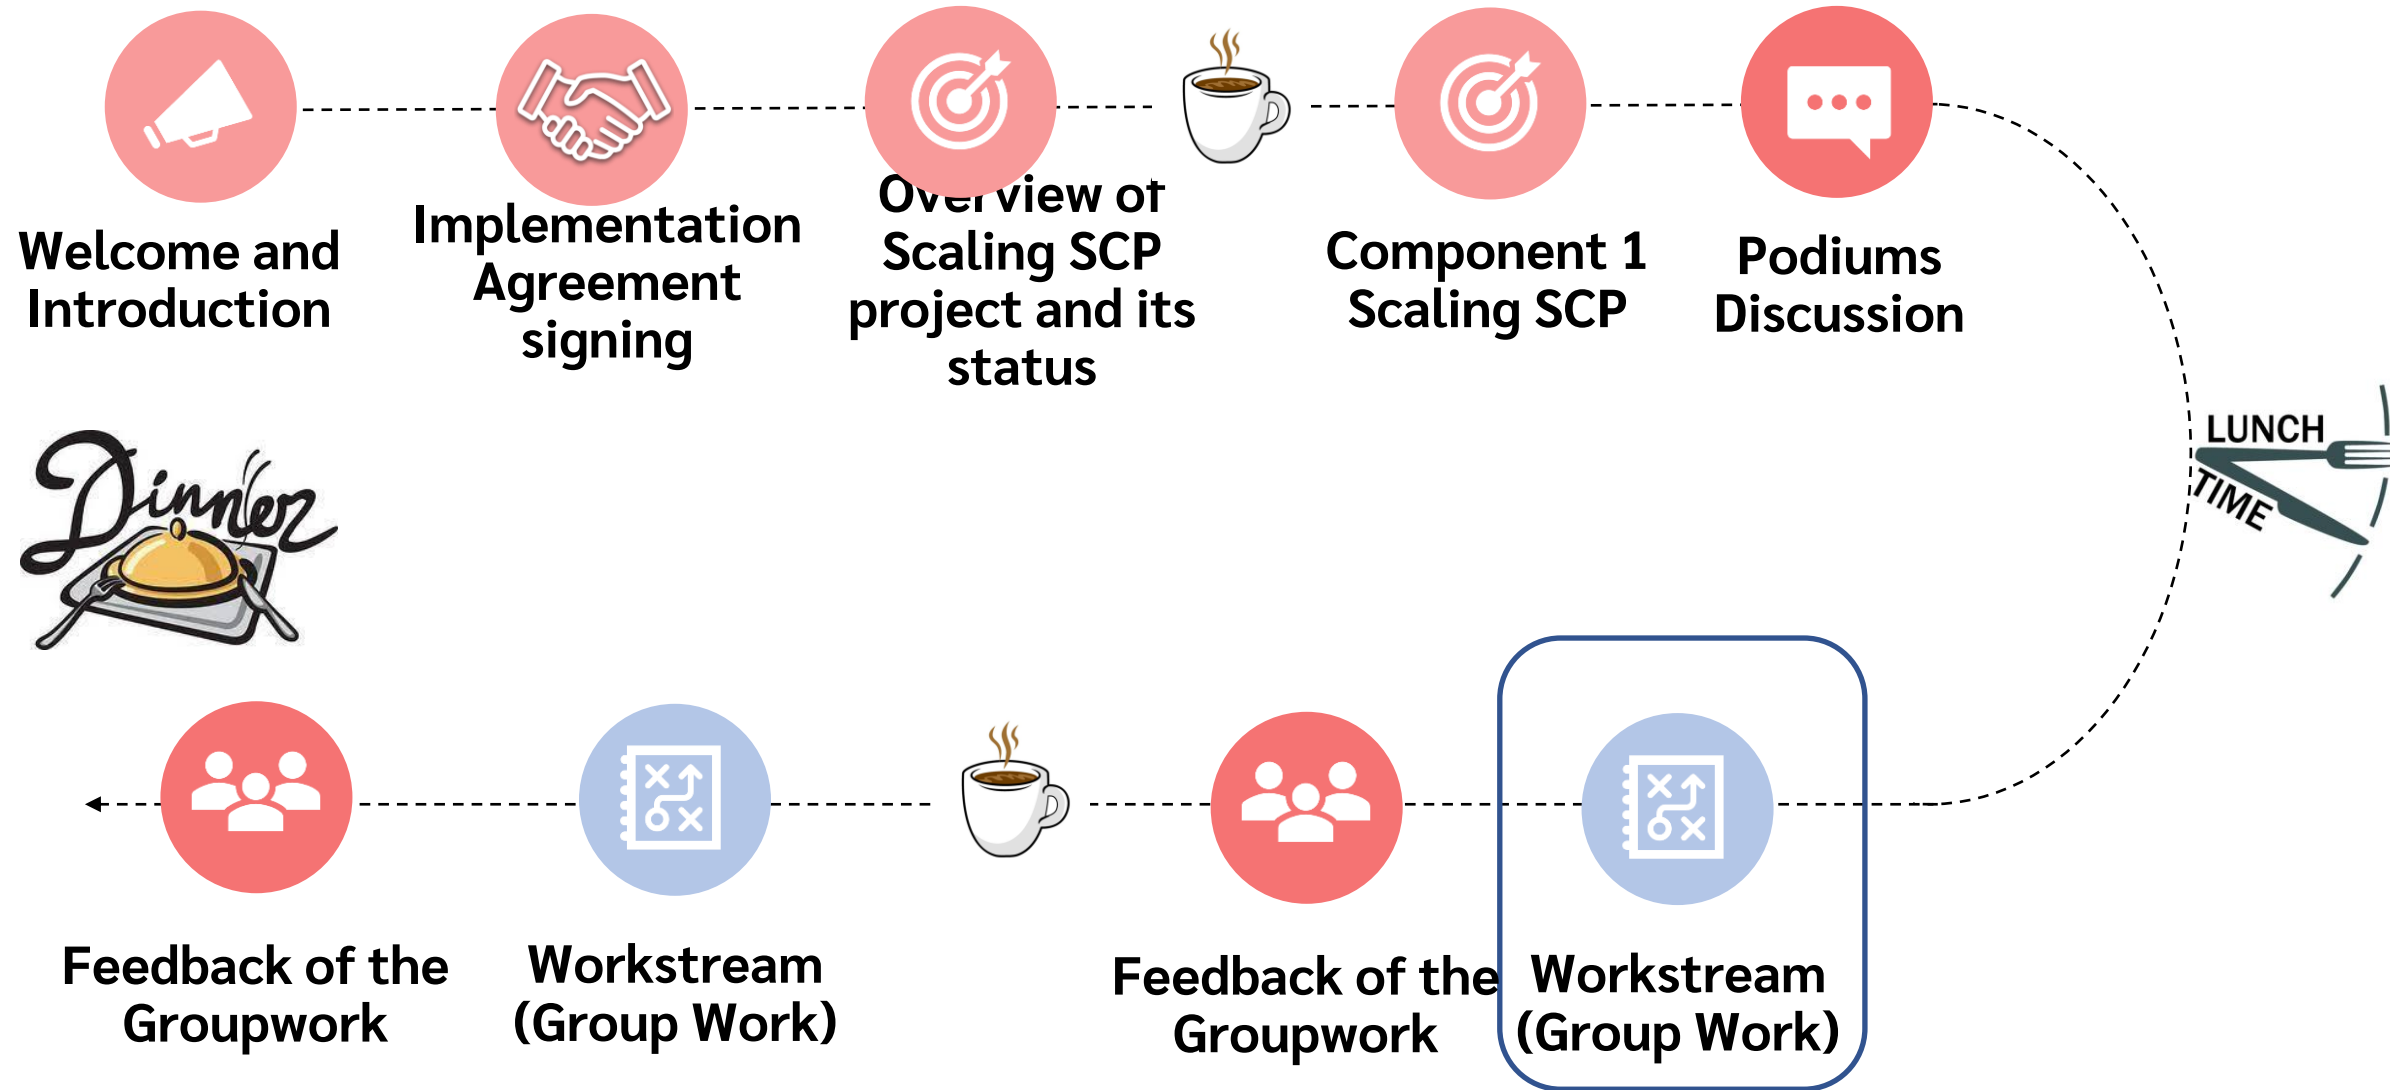 Welcome and
Introduction
Implementation
Agreement
signing
Overview of
Scaling SCP
project and its
status
Component 1
Scaling SCP
Podiums
Discussion
LUNCH
TIME
Dinner
Workstream
(Group Work)
Feedback of the
Groupwork
Workstream
(Group Work)
Feedback of the
Groupwork